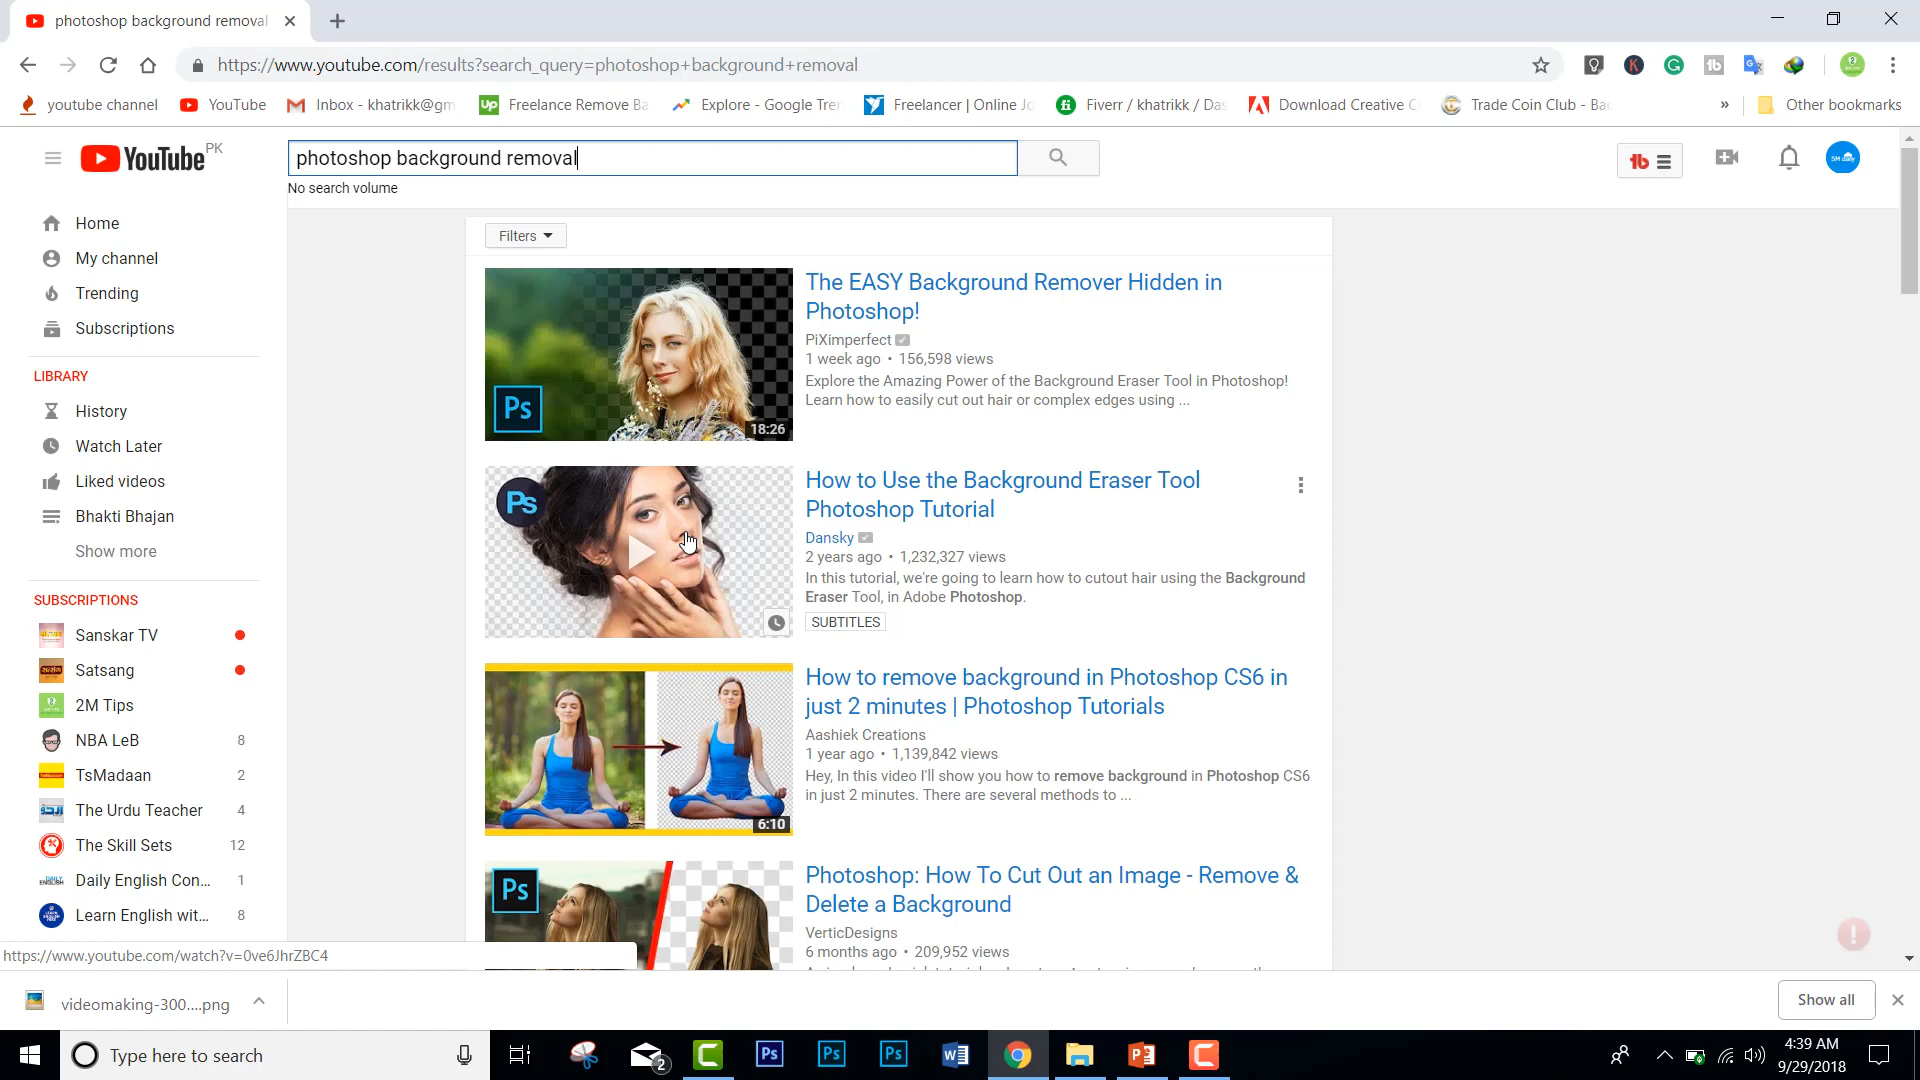 photoshop background removal
https://www.youtube.com/results?search_query=photoshop+background+removal
youtube channel
YouTube
Inbox - khatrikk@gm
Up
Freelance Remove Ba
Explore - Google Tre
Freelancer | Online Jo
fi
Fiverr / khatrikk / Das
Download Creative C
Trade Coin Club - Bac
»
Other bookmarks
YouTube PK
photoshop background removal
No search volume
Home
My channel
Trending
Subscriptions
LIBRARY
History
Watch Later
Liked videos
Bhakti Bhajan
Show more
SUBSCRIPTIONS
Sanskar TV
Satsang
2M Tips
NBA LeB 8
TsMadaan 2
The Urdu Teacher 4
The Skill Sets 12
Daily English Con... 1
Learn English wit... 8
Filters
Ps
18:26
The EASY Background Remover Hidden in
Photoshop!
PiXimperfect
1 week ago • 156,598 views
Explore the Amazing Power of the Background Eraser Tool in Photoshop!
Learn how to easily cut out hair or complex edges using ...
Ps
How to Use the Background Eraser Tool
Photoshop Tutorial
Dansky
2 years ago • 1,232,327 views
In this tutorial, we're going to learn how to cutout hair using the Background
Eraser Tool, in Adobe Photoshop.
SUBTITLES
6:10
How to remove background in Photoshop CS6 in
just 2 minutes | Photoshop Tutorials
Aashiek Creations
1 year ago • 1,139,842 views
Hey, In this video I'll show you how to remove background in Photoshop CS6
in just 2 minutes. There are several methods to ...
Ps
Photoshop: How To Cut Out an Image - Remove &
Delete a Background
VerticDesigns
6 months ago • 209,952 views
https://www.youtube.com/watch?v=0ve6JhrZBC4
videomaking-300....png
Show all
Type here to search
2
Ps
Ps
Ps
4:39 AM
9/29/2018